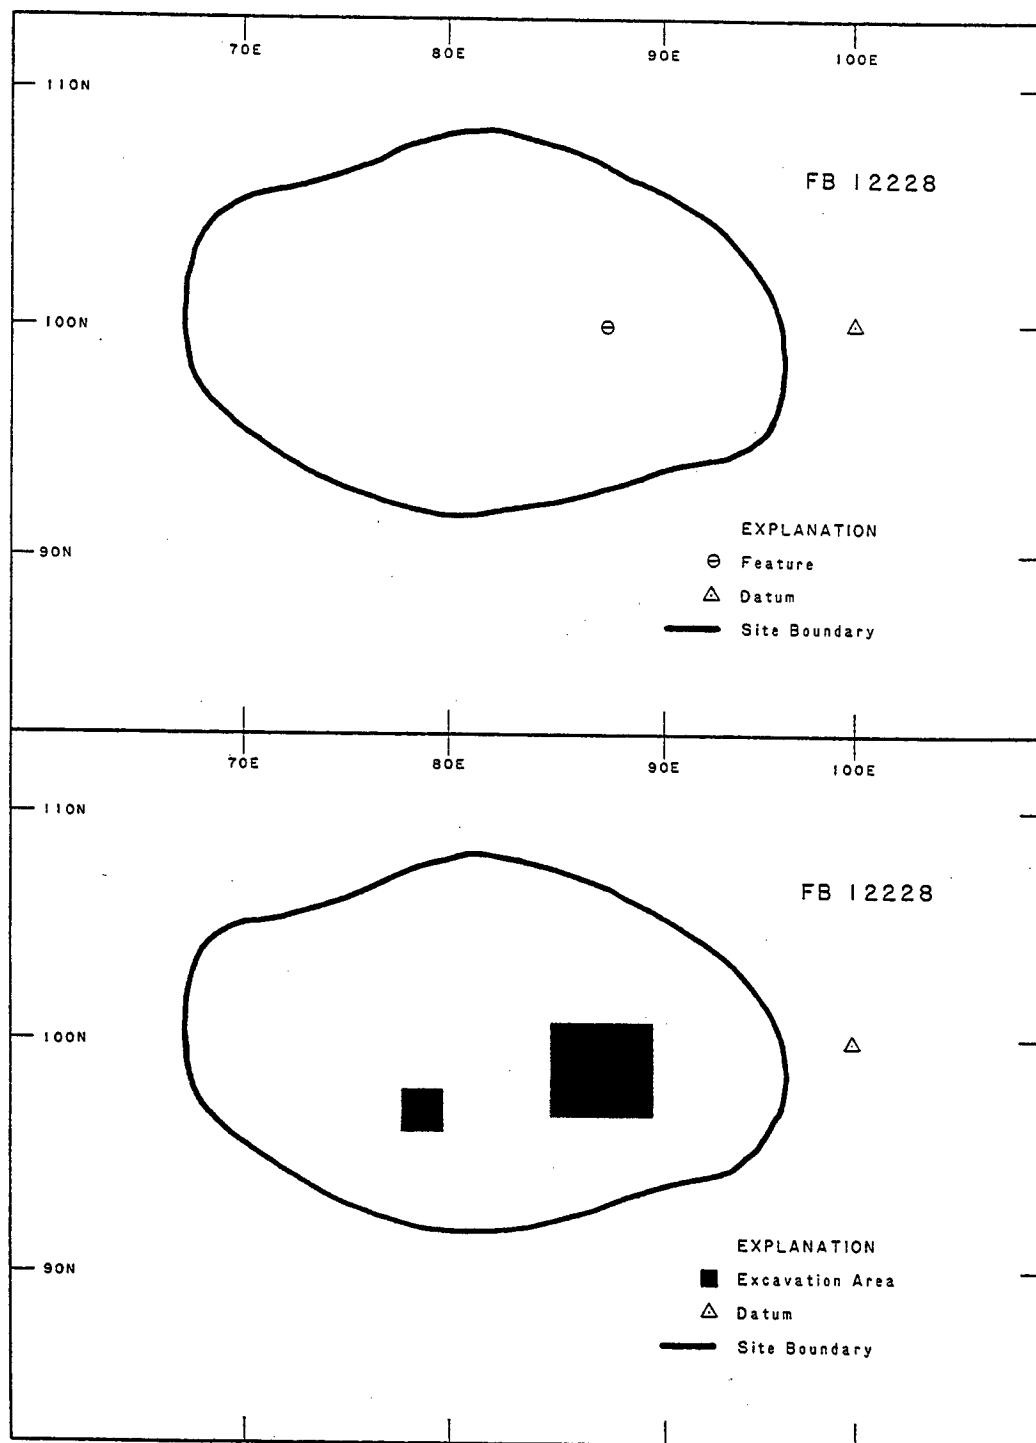 70E 80E 90E 100E
110N
FB 12228
100N
90N
EXPLANATION
Feature
Datum
Site Boundary
70E 80E 90E 100E
110N
FB 12228
100N
90N
EXPLANATION
Excavation Area
Datum
Site Boundary